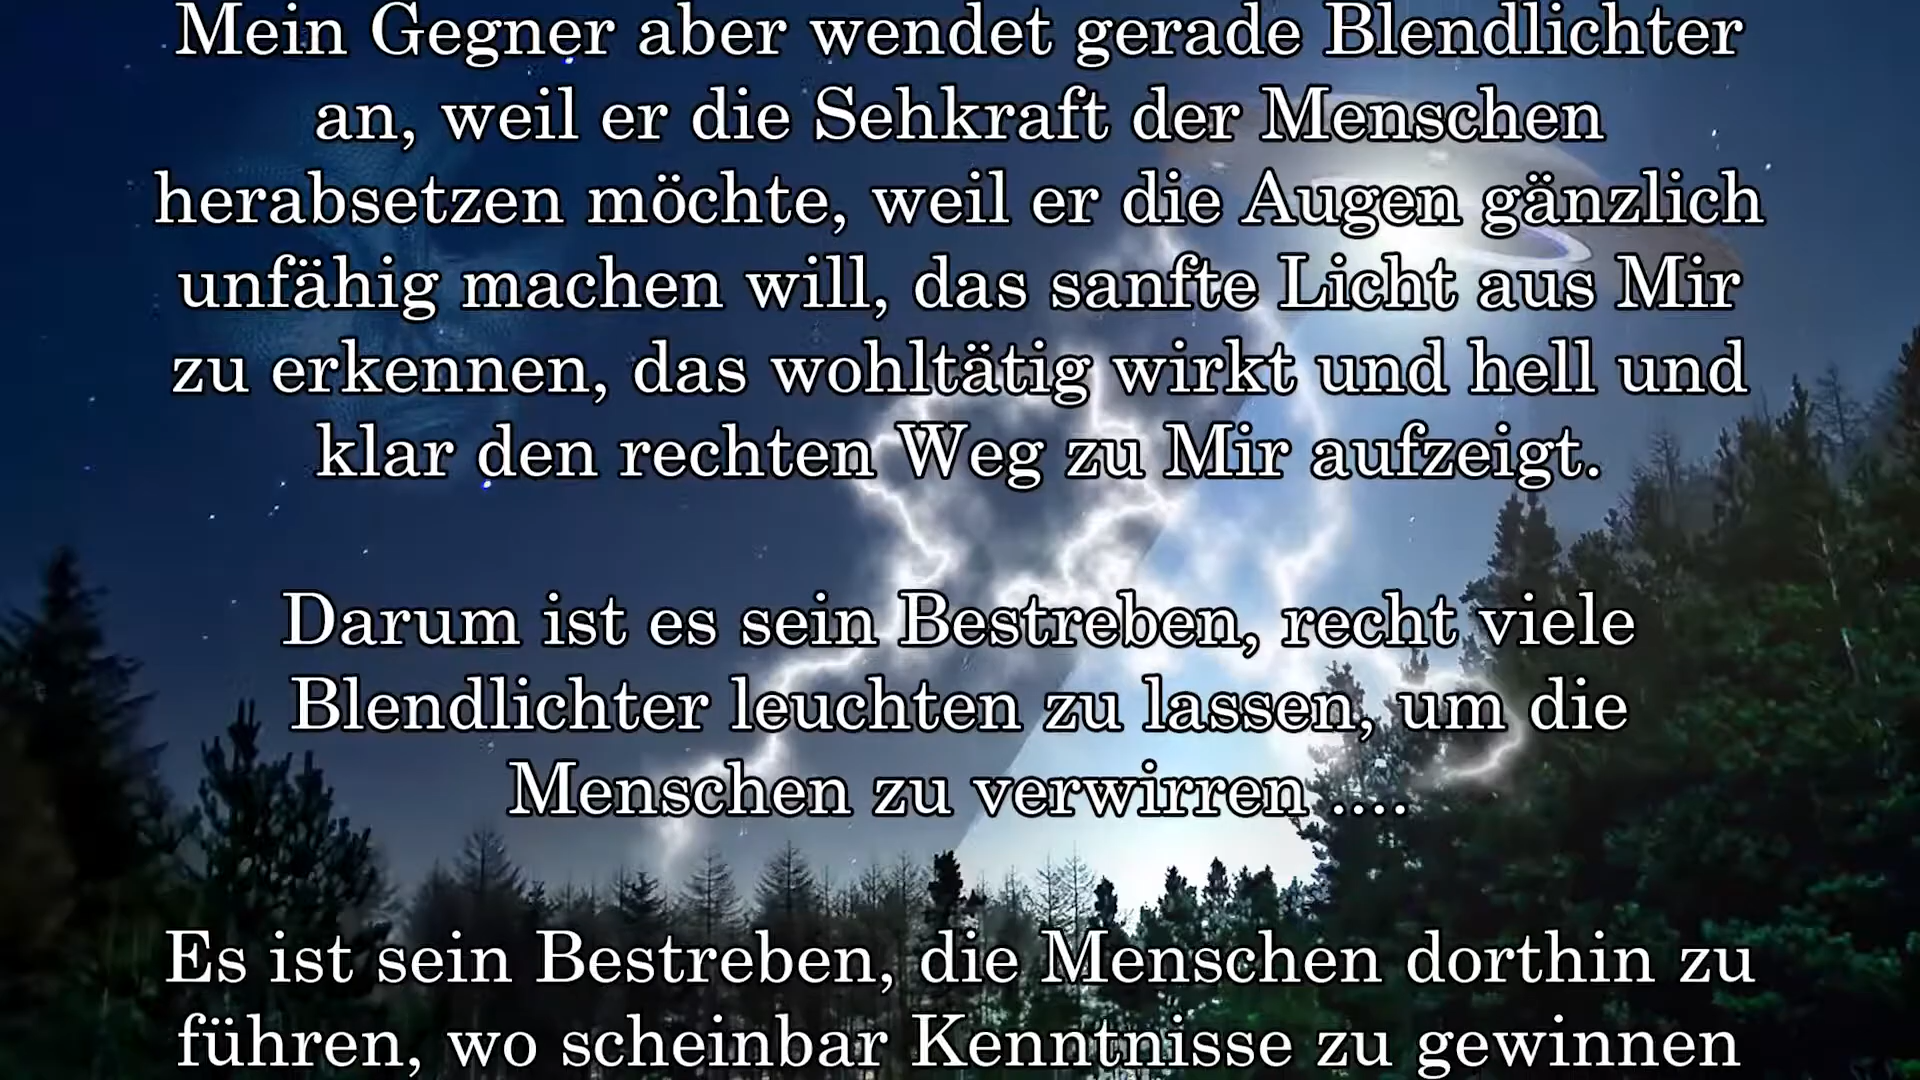 Mein Gegner aber wendet gerade Blendlichter
an, weil er die Sehkraft der Menschen
herabsetzen möchte, weil er die Augen gänzlich
unfähig machen will, das sanfte Licht aus Mir
zu erkennen, das wohltätig wirkt und hell und
klar den rechten Weg zu Mir aufzeigt.
Darum ist es sein Bestreben, recht viele
Blendlichter leuchten zu lassen, um die
Menschen zu verwirren ....
Es ist sein Bestreben, die Menschen dorthin zu
führen, wo scheinbar Kenntnisse zu gewinnen